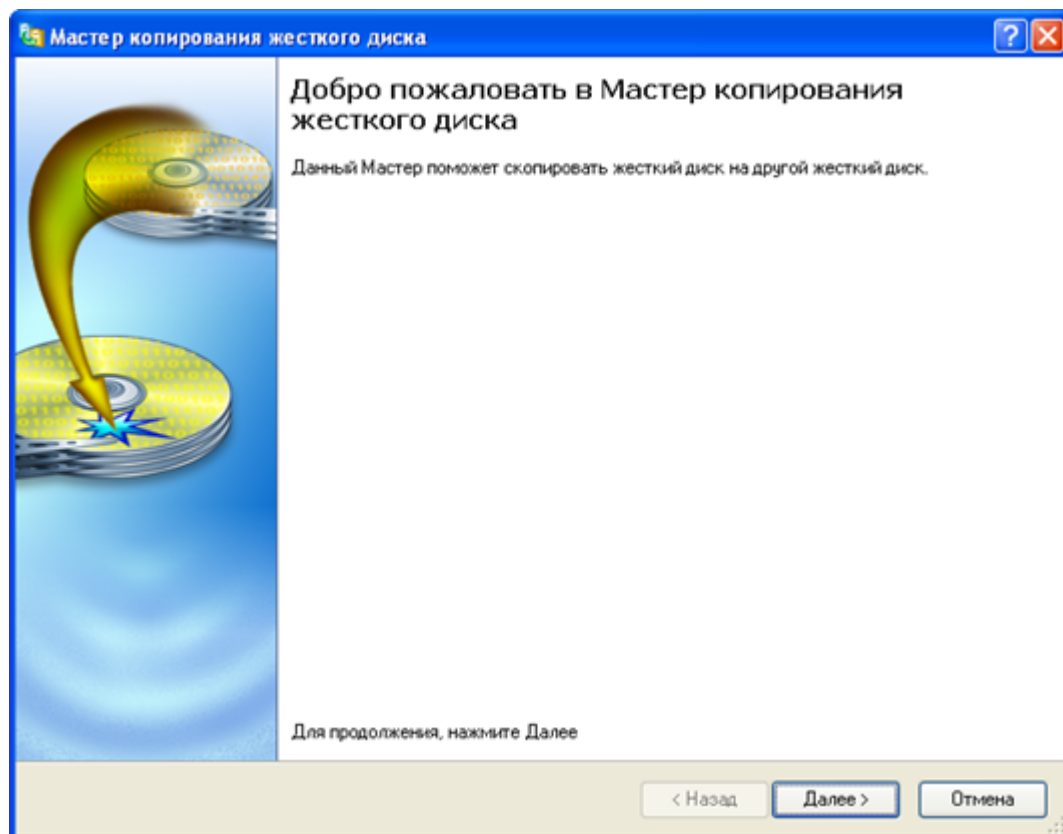 Мастер копирования жесткого диска
Добро пожаловать в Мастер копирования
жесткого диска
Данный Мастер поможет скопировать жесткий диск на другой жесткий диск.
Для продолжения, нажмите Далее
< Назад
Далее >
Отмена